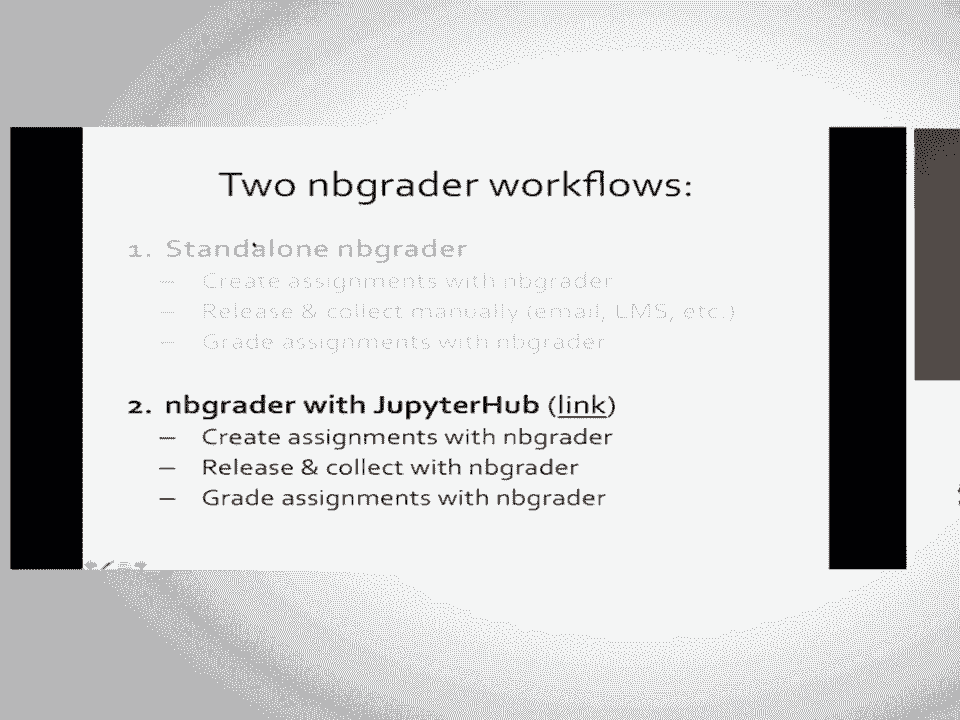 Two nbgrader workflows:
1. Standalone nbgrader
– Create assignments with nbgrader
– Release & collect manually (email, LMS, etc.)
– Grade assignments with nbgrader
2. nbgrader with JupyterHub (link)
– Create assignments with nbgrader
– Release & collect with nbgrader
– Grade assignments with nbgrader